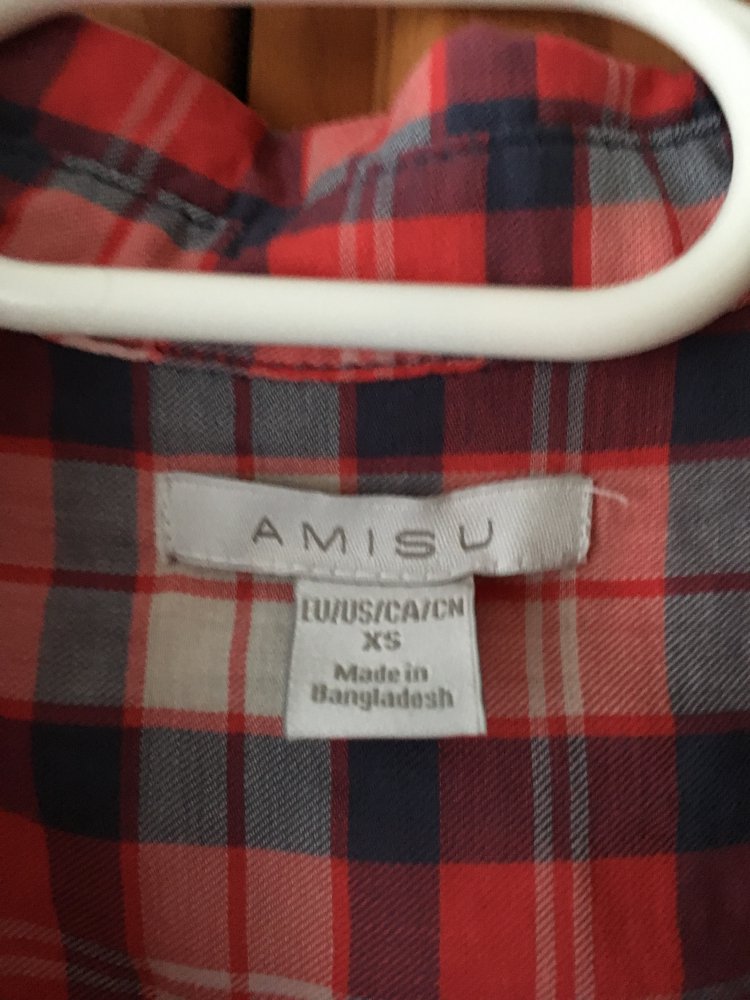 AMISU
EU/US/CA/CN
XS
Made in
Bangladesh